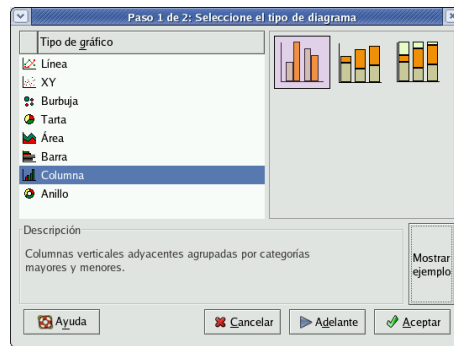 Paso 1 de 2: Seleccione el tipo de diagrama
Tipo de gráfico
Línea
XY
Burbuja
Tarta
Área
Barra
Columna
Anillo
Descripción
Columnas verticales adyacentes agrupadas por categorías
mayores y menores.
Mostrar
ejemplo
Ayuda
Cancelar
Adelante
Aceptar